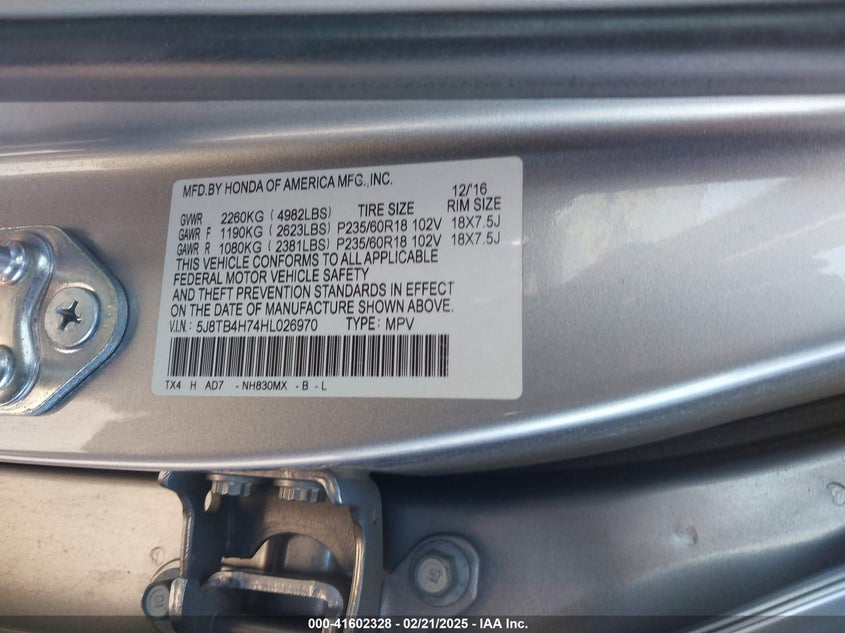 MFD.BY HONDA OF AMERICA MFG.,INC. 12/'16
GVWR 2260KG ( 4982LBS) TIRE SIZE RIM SIZE
GAWR F 1190KG ( 2623LBS) P235/60R18 102V 18X7.5J
GAWR R 1080KG ( 2381LBS) P235/60R18 102V 18X7.5J
THIS VEHICLE CONFORMS TO ALL APPLICABLE
FEDERAL MOTOR VEHICLE SAFETY
AND THEFT PREVENTION STANDARDS IN EFFECT
ON THE DATE OF MANUFACTURE SHOWN ABOVE.
V.I.N: 5J8TB4H74HL026970 TYPE: MPV
TX4 H AD7 - NH830MX - B - L
000-41602328 - 02/21/2025 - IAA Inc.